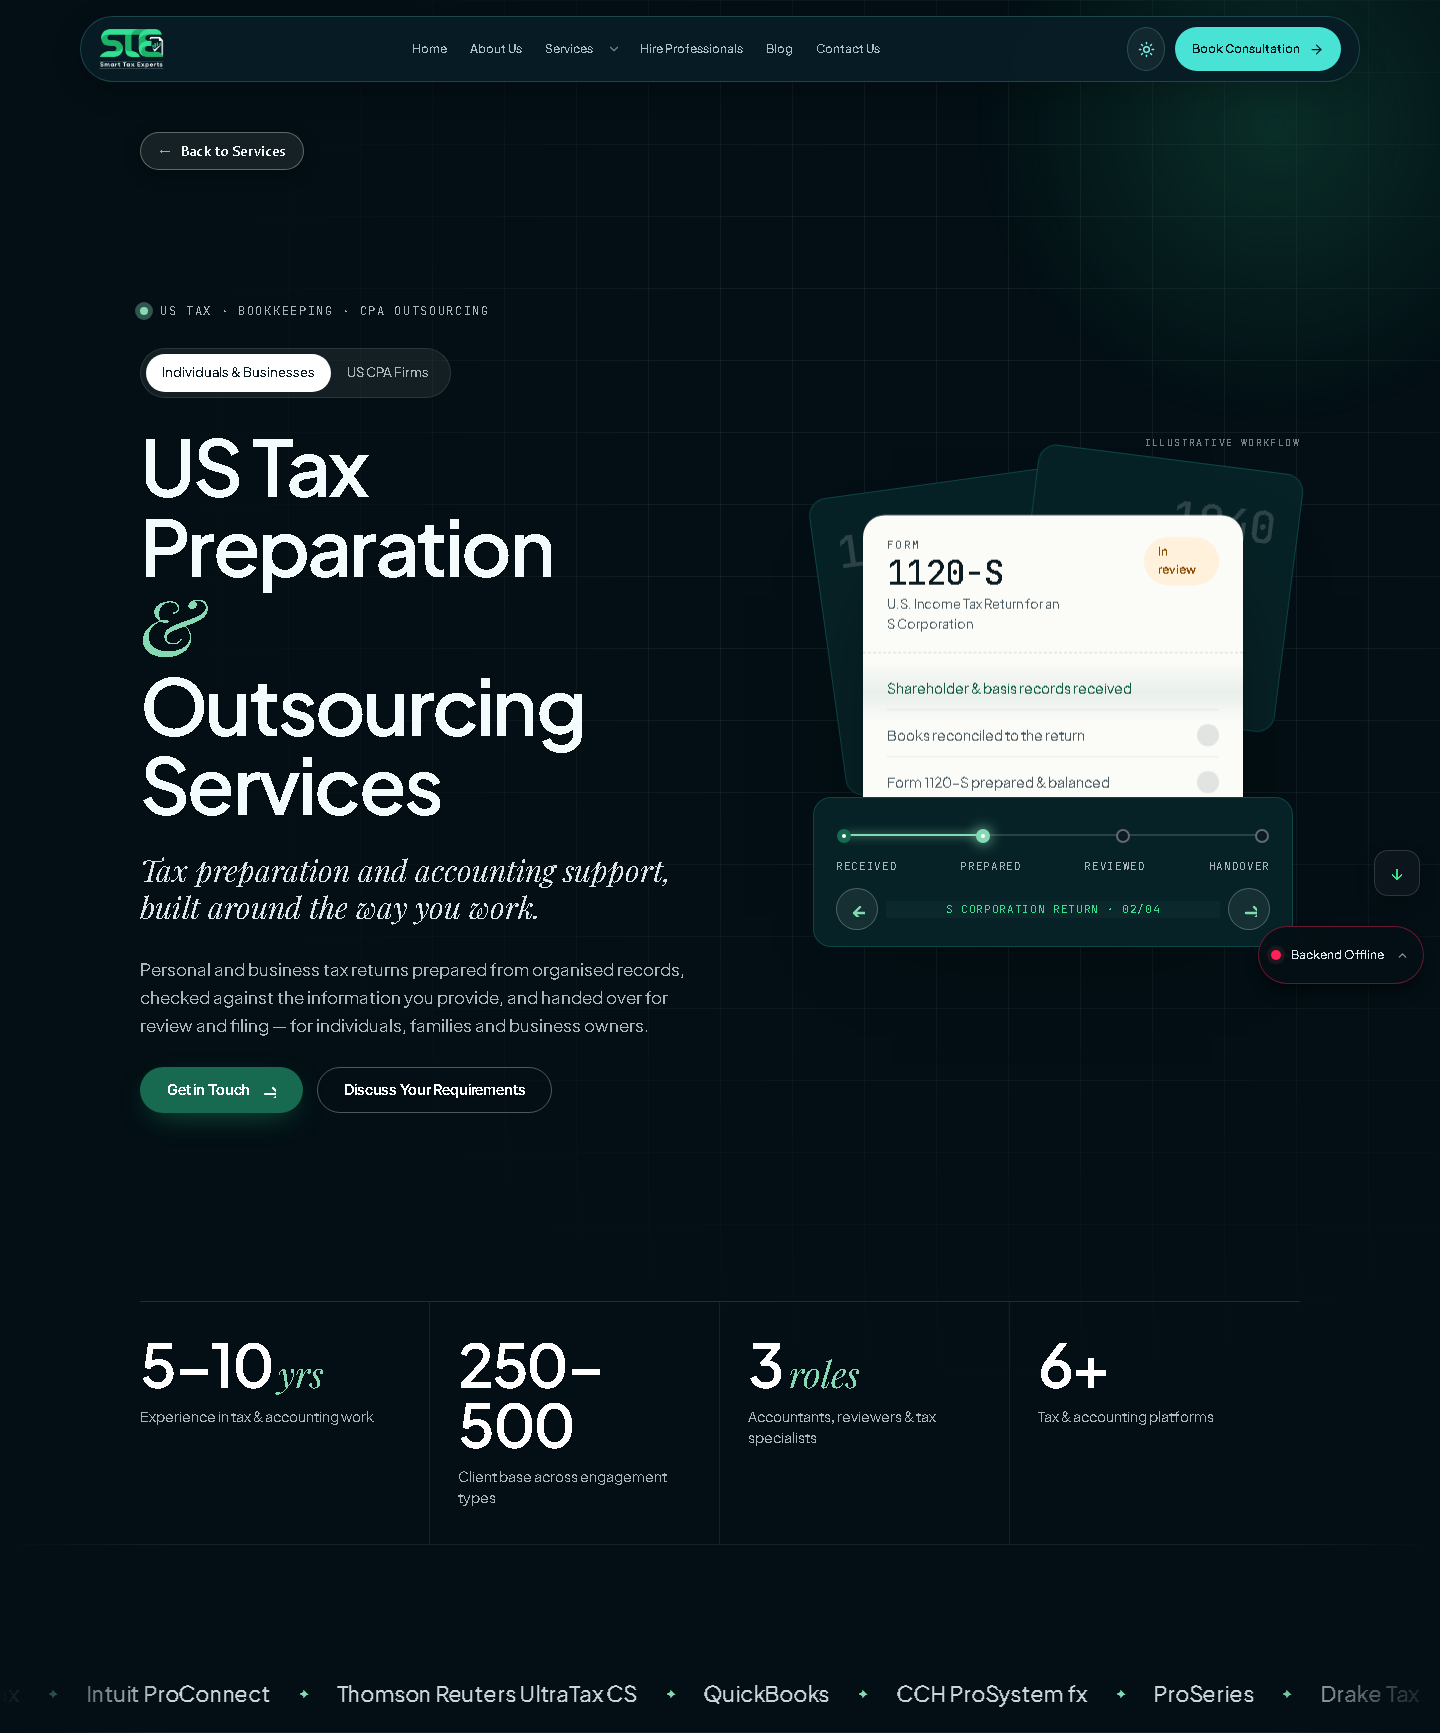 STE
Smart Tax Experts
Home
About Us
Services
Hire Professionals
Blog
Contact Us
Book Consultation →
← Back to Services
US TAX · BOOKKEEPING · CPA OUTSOURCING
Individuals & Businesses
US CPA Firms
US Tax
Preparation
&
Outsourcing
Services
Tax preparation and accounting support,
built around the way you work.
Personal and business tax returns prepared from organised records,
checked against the information you provide, and handed over for
review and filing — for individuals, families and business owners.
Get in Touch
Discuss Your Requirements
ILLUSTRATIVE WORKFLOW
FORM
1120-S
In
review
U.S. Income Tax Return for an
S Corporation
Shareholder & basis records received
Books reconciled to the return
Form 1120-S prepared & balanced
RECEIVED
PREPARED
REVIEWED
HANDOVER
S CORPORATION RETURN · 02/04
Backend Offline
5–10 yrs
Experience in tax & accounting work
250–
500
Client base across engagement
types
3 roles
Accountants, reviewers & tax
specialists
6+
Tax & accounting platforms
Intuit ProConnect ✦ Thomson Reuters UltraTax CS ✦ QuickBooks ✦ CCH ProSystem fx ✦ ProSeries ✦ Drake Tax